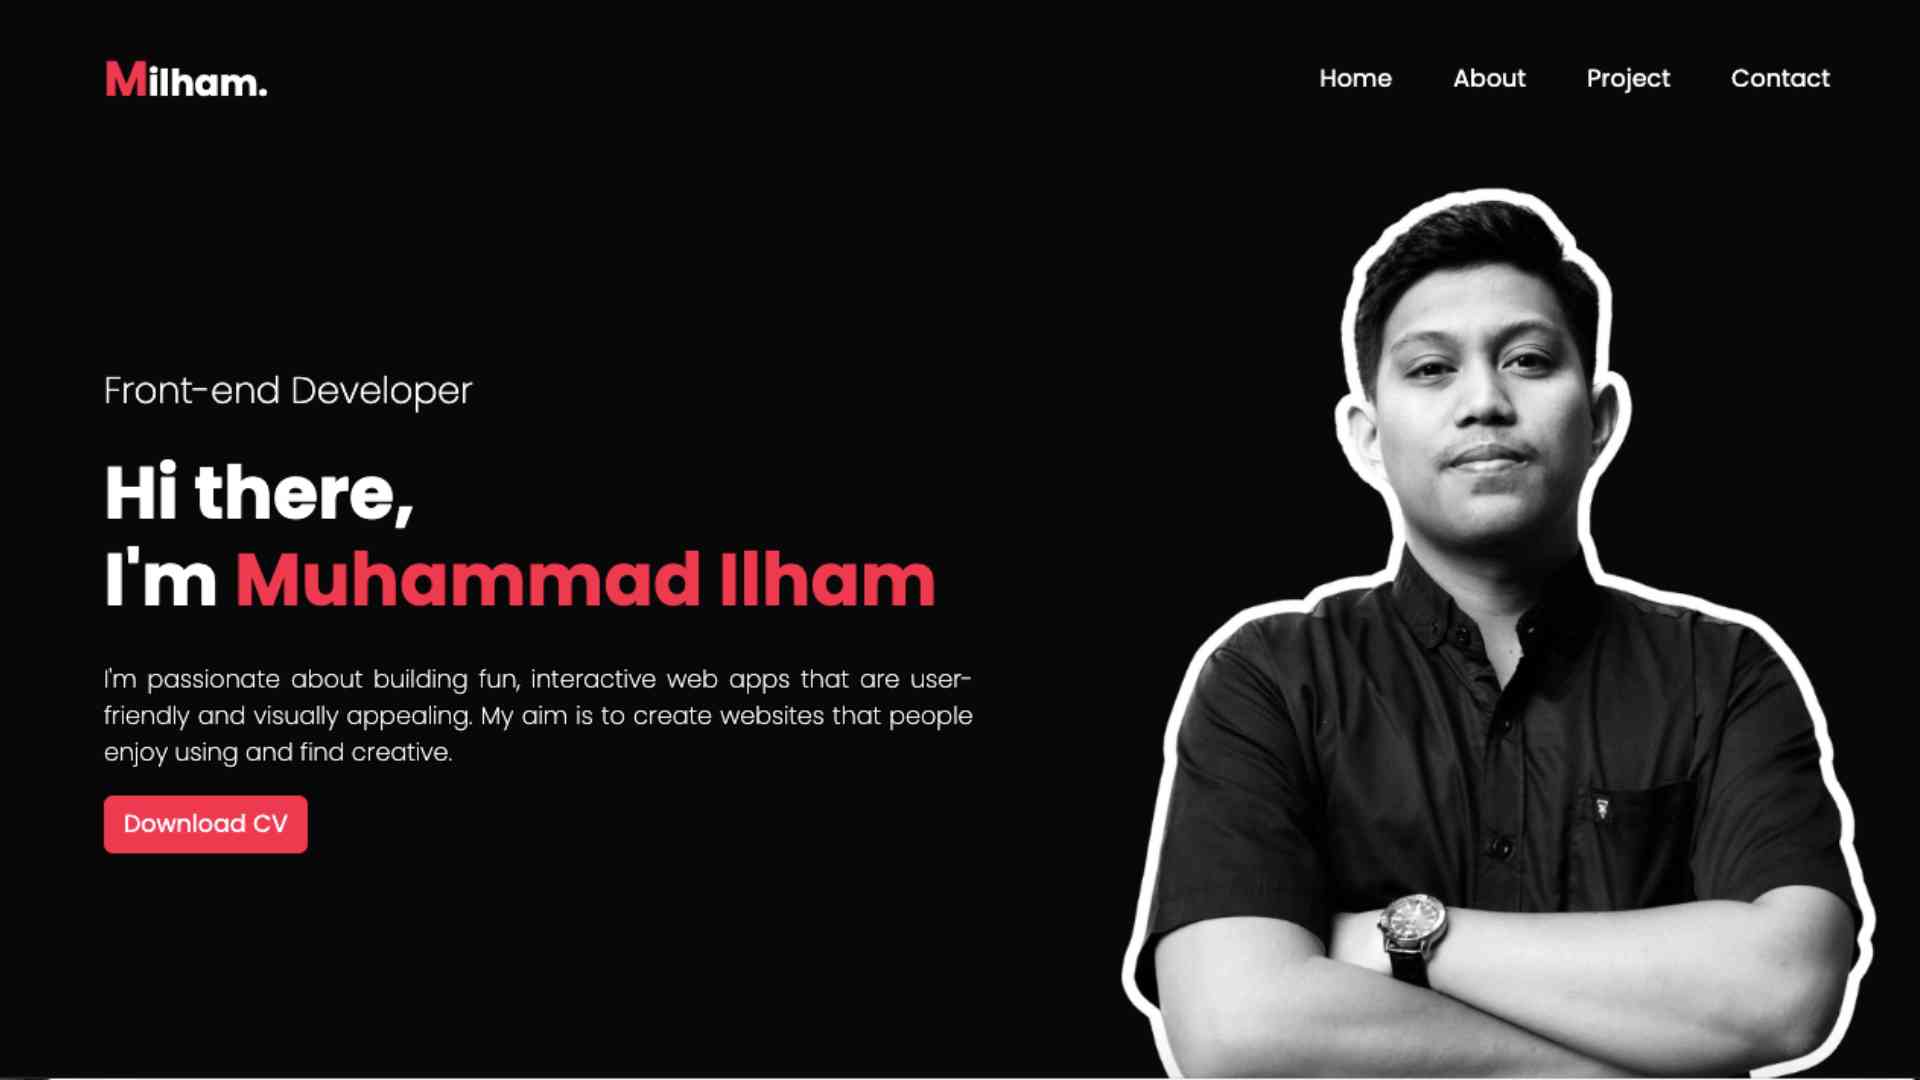 Milham.
Home About Project Contact
Front-end Developer
Hi there,
I'm Muhammad Ilham
I'm passionate about building fun, interactive web apps that are user-
friendly and visually appealing. My aim is to create websites that people
enjoy using and find creative.
Download CV